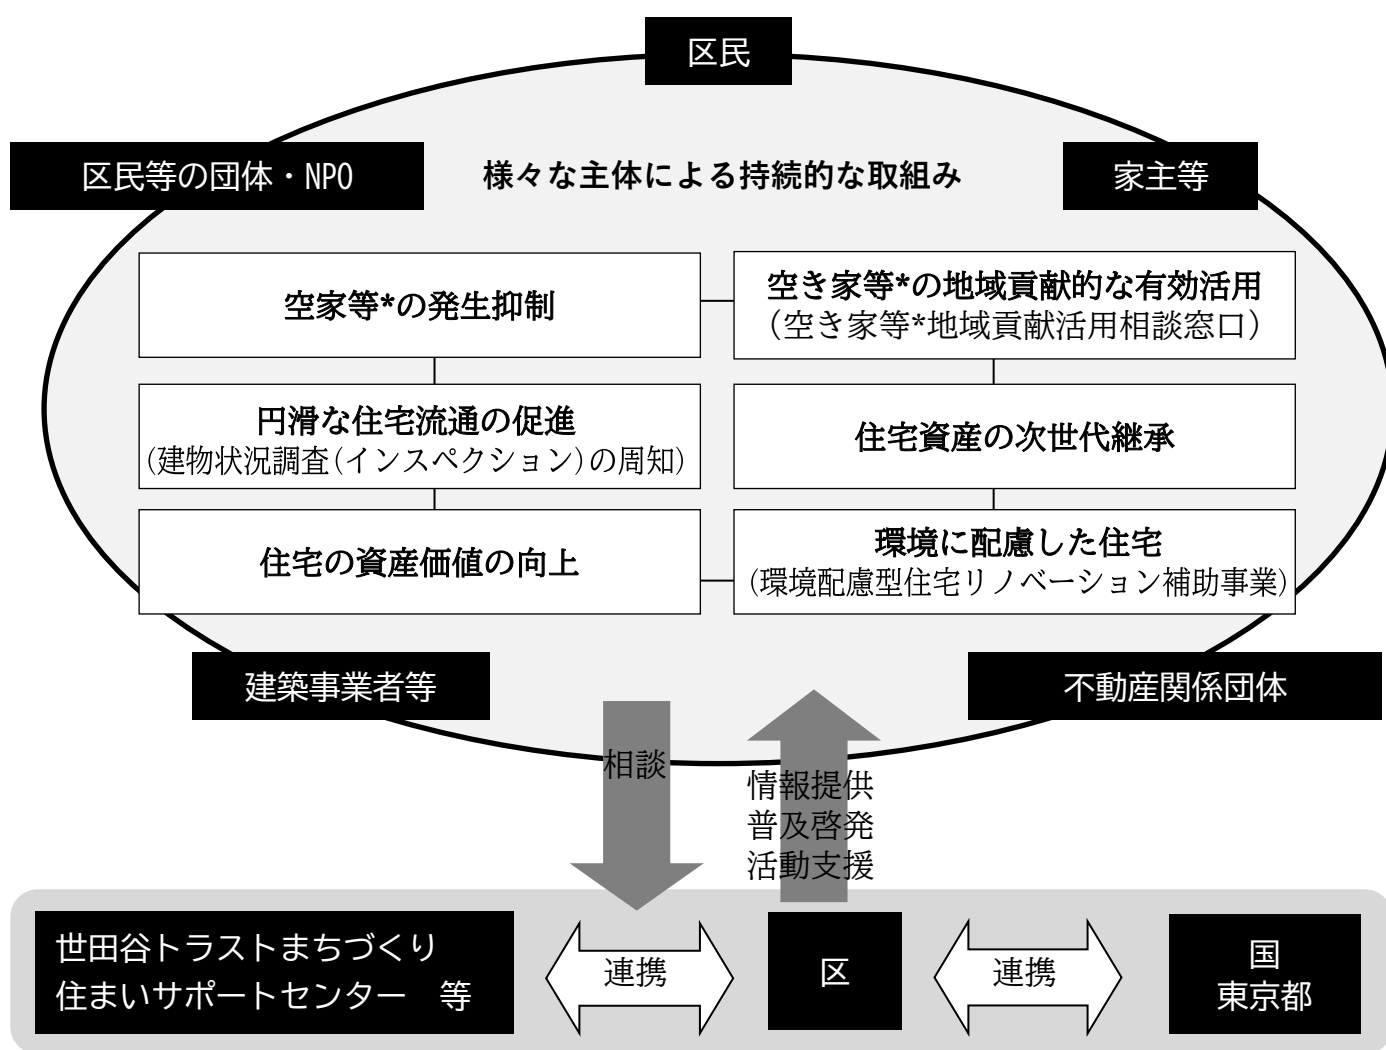 区民
区民等の団体・NPO
様々な主体による持続的な取組み
家主等
空家等*の発生抑制
空き家等*の地域貢献的な有効活用
（空き家等*地域貢献活用相談窓口）
円滑な住宅流通の促進
(建物状況調査(インスペクション)の周知)
住宅資産の次世代継承
住宅の資産価値の向上
環境に配慮した住宅
(環境配慮型住宅リノベーション補助事業)
建築事業者等
不動産関係団体
相談
情報提供
普及啓発
活動支援
世田谷トラストまちづくり
住まいサポートセンター　等
連携
区
連携
国
東京都